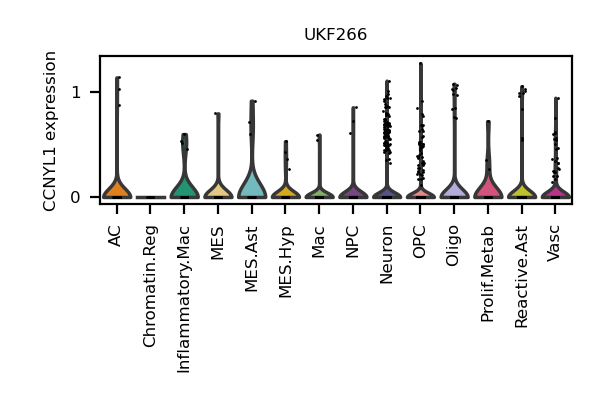 UKF266
CCNYL1 expression
1
0
AC
Chromatin.Reg
Inflammatory.Mac
MES
MES.Ast
MES.Hyp
Mac
NPC
Neuron
OPC
Oligo
Prolif.Metab
Reactive.Ast
Vasc